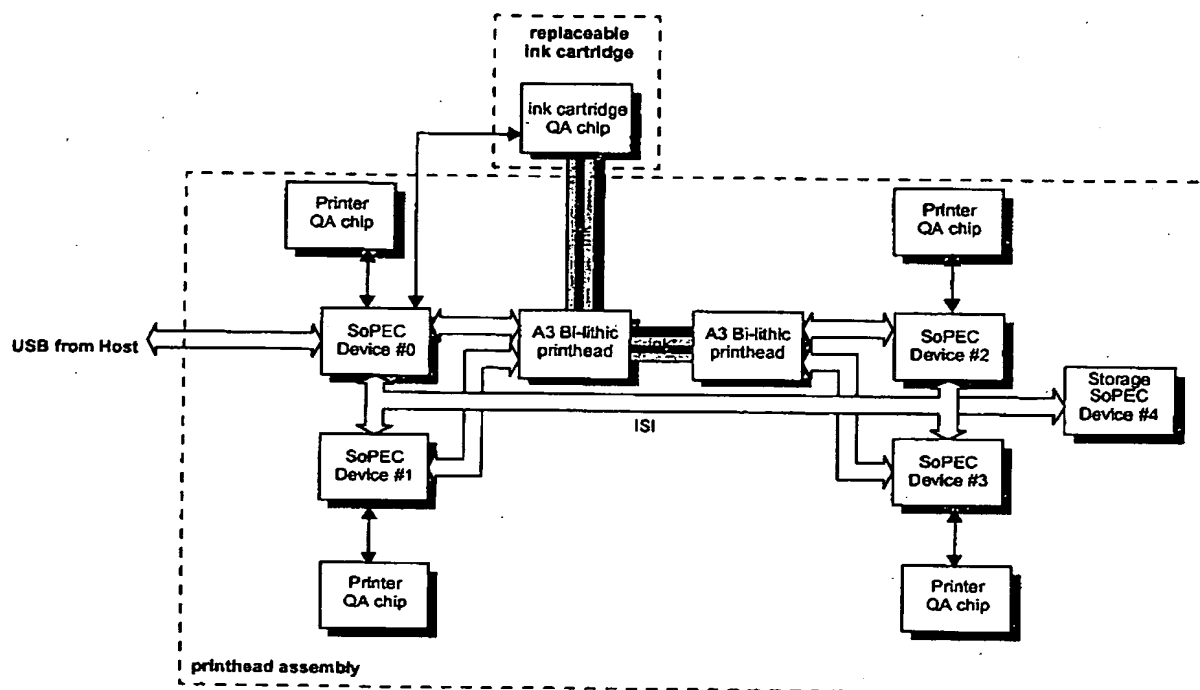 replaceable
ink cartridge
ink cartridge
QA chip
Printer
QA chip
Printer
QA chip
ink
SoPEC
Device #0
A3 Bi-lithic
printhead
ink
A3 Bi-lithic
printhead
SoPEC
Device #2
USB from Host
Storage
SoPEC
Device #4
ISI
SoPEC
Device #1
SoPEC
Device #3
Printer
QA chip
Printer
QA chip
printhead assembly